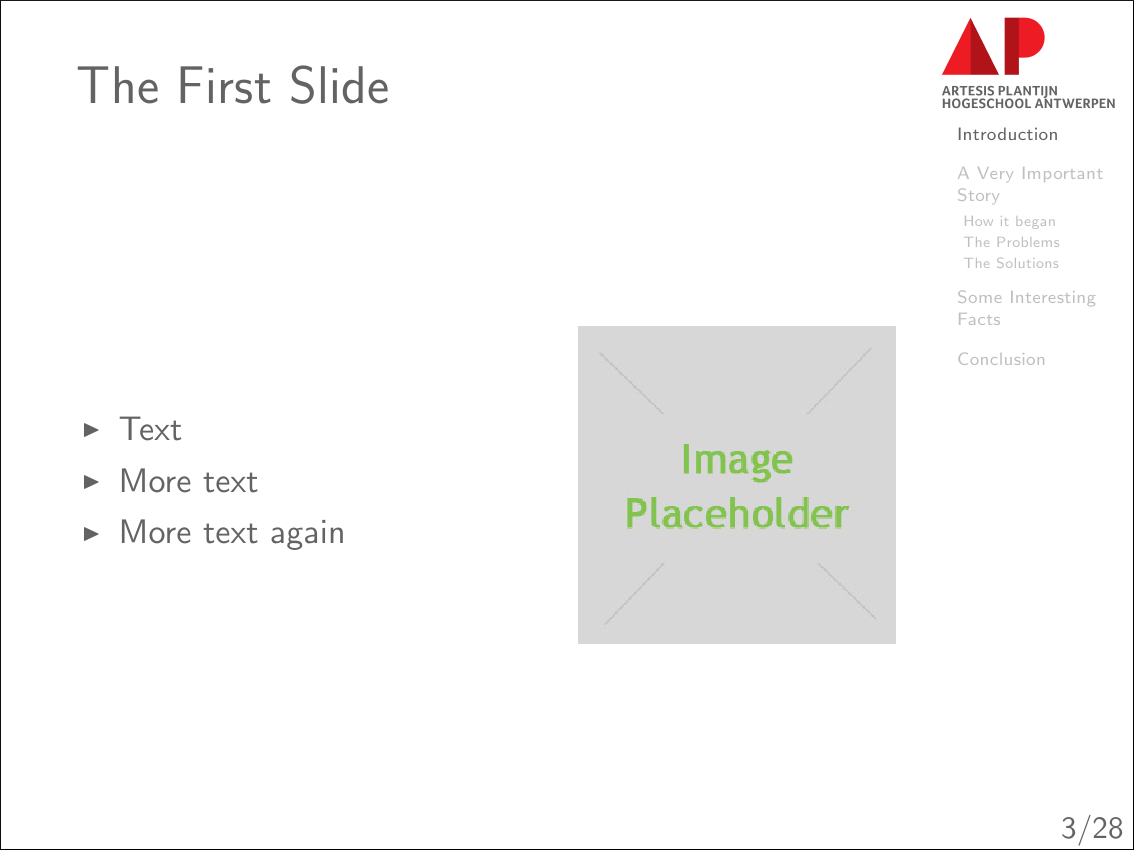 The First Slide
AP
ARTESIS PLANTIJN
HOGESCHOOL ANTWERPEN
Introduction
A Very Important
Story
How it began
The Problems
The Solutions
Some Interesting
Facts
Conclusion
Text
More text
More text again
Image
Placeholder
3/28